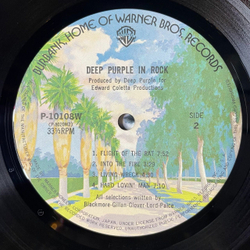 BURBANK, HOME OF WARNER BROS. RECORDS
DEEP PURPLE IN ROCK
Produced by Deep Purple for
Edward Coletta Productions
P-10108W
33⅓RPM
SIDE
2
1. FLIGHT OF THE RAT 7:52
2. INTO THE FIRE 3:29
3. LIVING WRECK 4:30
4. HARD LOVIN' MAN 7:10
All selections written by
Blackmore-Gillan-Glover-Lord-Paice